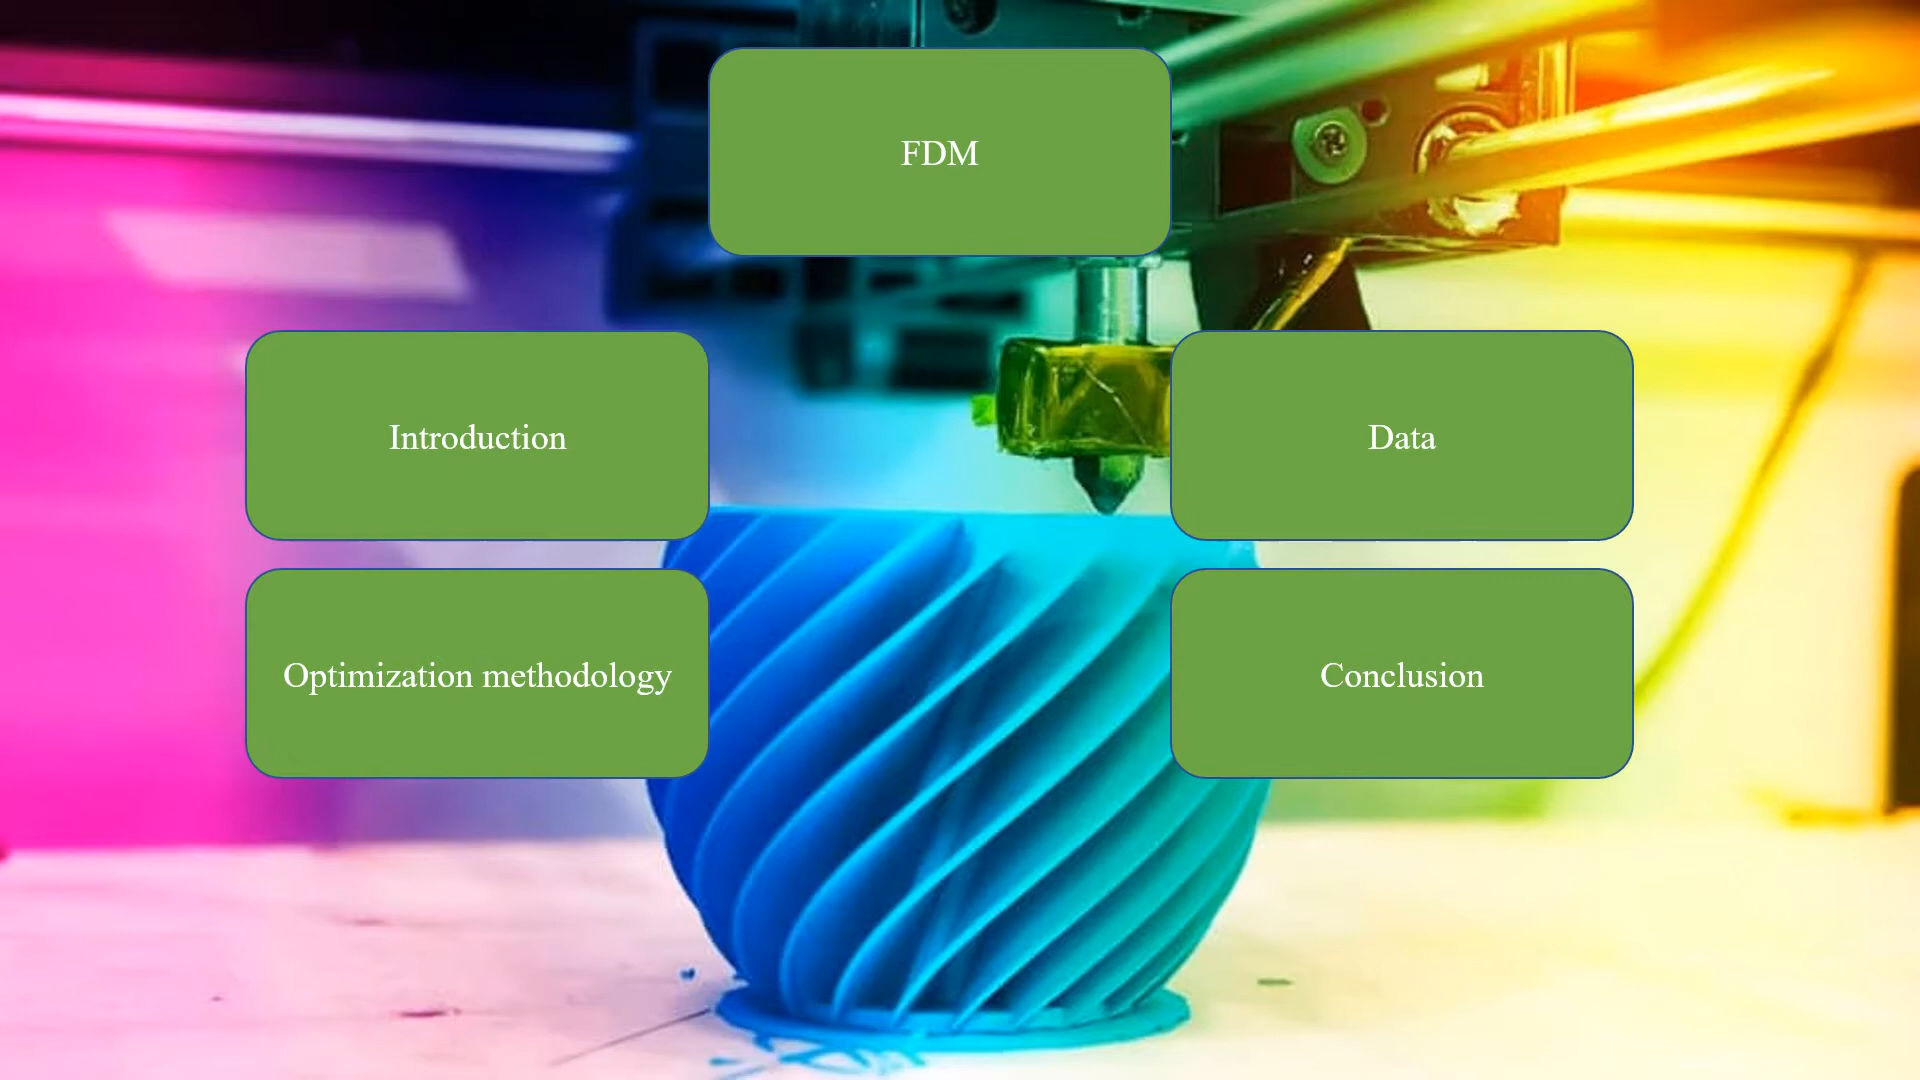 FDM
Introduction
Data
Optimization methodology
Conclusion